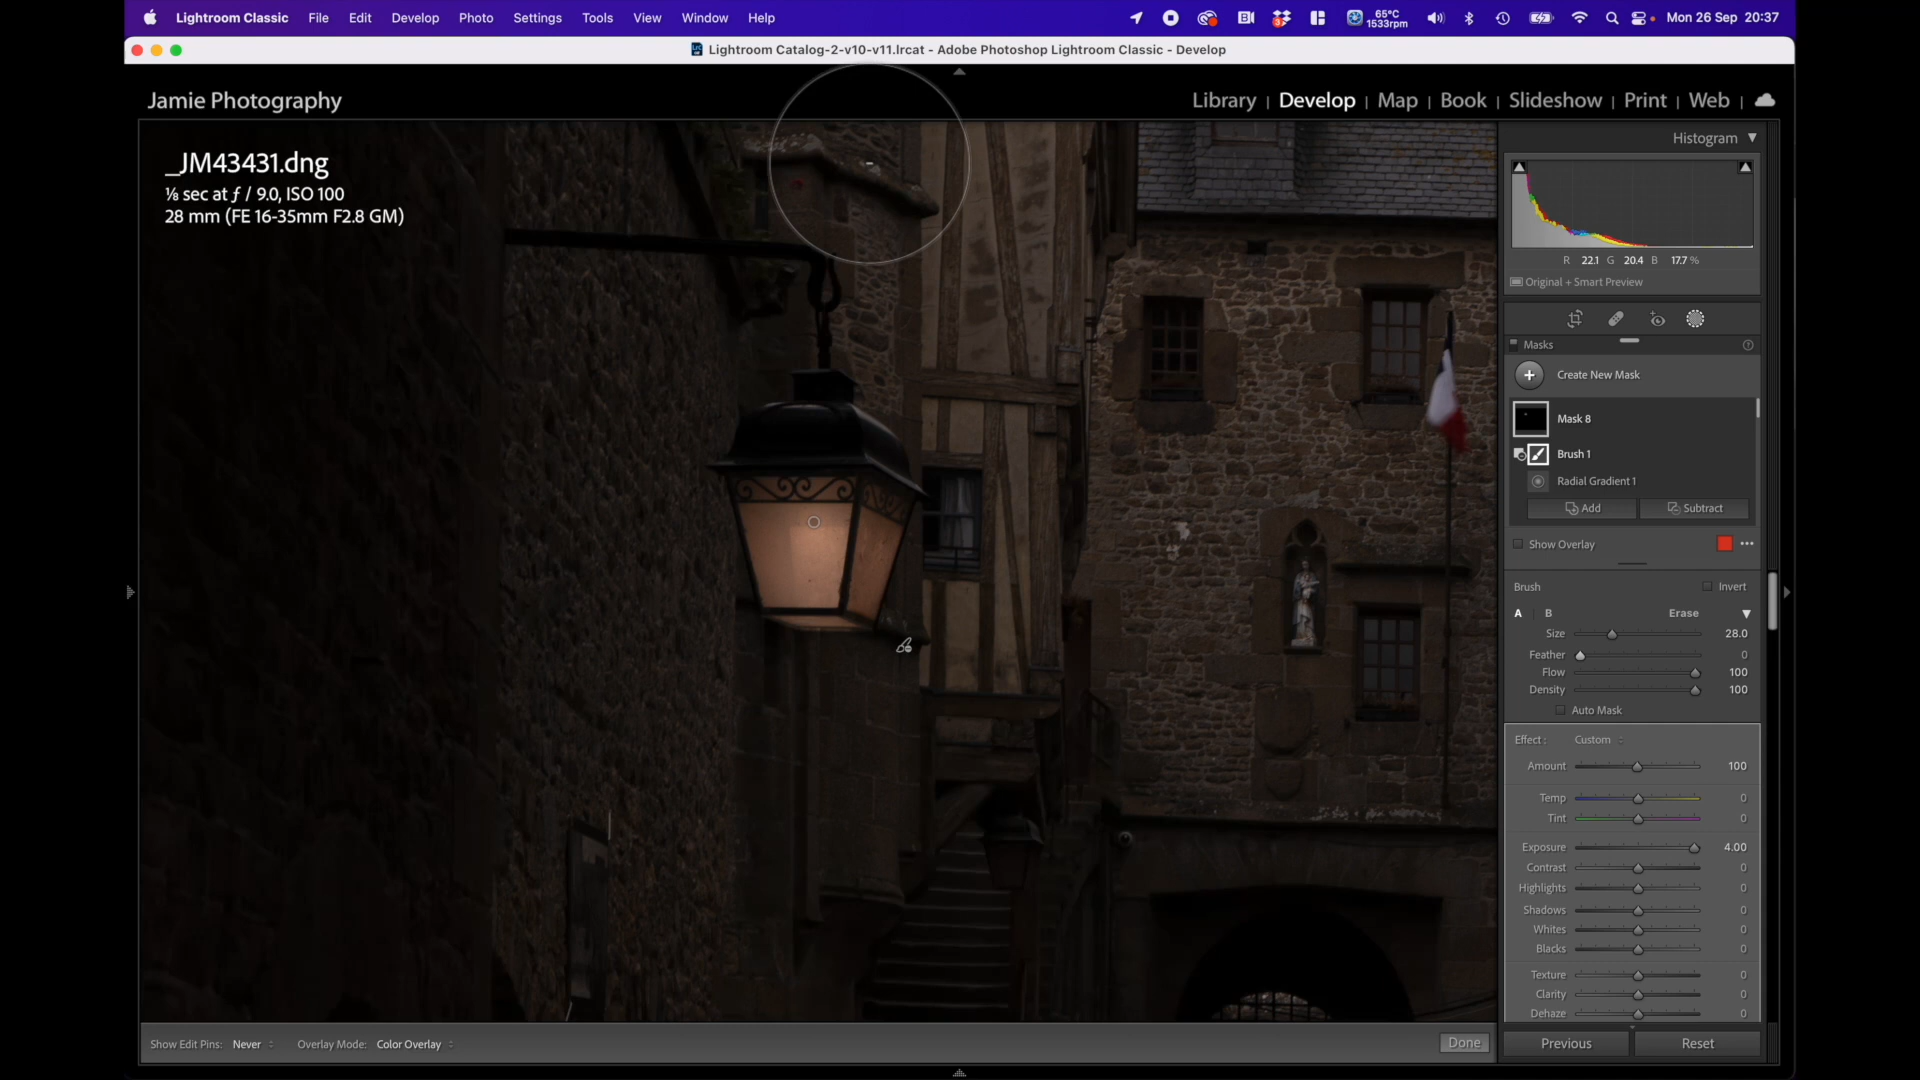 Lightroom Classic File Edit Develop Photo Settings Tools View Window Help 65°C 1533rpm Mon 26 Sep 20:37
Lightroom Catalog-2-v10-v11.lrcat - Adobe Photoshop Lightroom Classic - Develop
Jamie Photography
Library | Develop | Map | Book | Slideshow | Print | Web |
_JM43431.dng
⅛ sec at ƒ / 9.0, ISO 100
28 mm (FE 16-35mm F2.8 GM)
Histogram
R 22.1 G 20.4 B 17.7 %
Original + Smart Preview
Masks
Create New Mask
Mask 8
Brush 1
Radial Gradient 1
Add Subtract
Show Overlay
Brush Invert
A B Erase
Size 28.0
Feather 0
Flow 100
Density 100
Auto Mask
Effect : Custom
Amount 100
Temp 0
Tint 0
Exposure 4.00
Contrast 0
Highlights 0
Shadows 0
Whites 0
Blacks 0
Texture 0
Clarity 0
Dehaze 0
Show Edit Pins: Never Overlay Mode: Color Overlay Done
Previous Reset